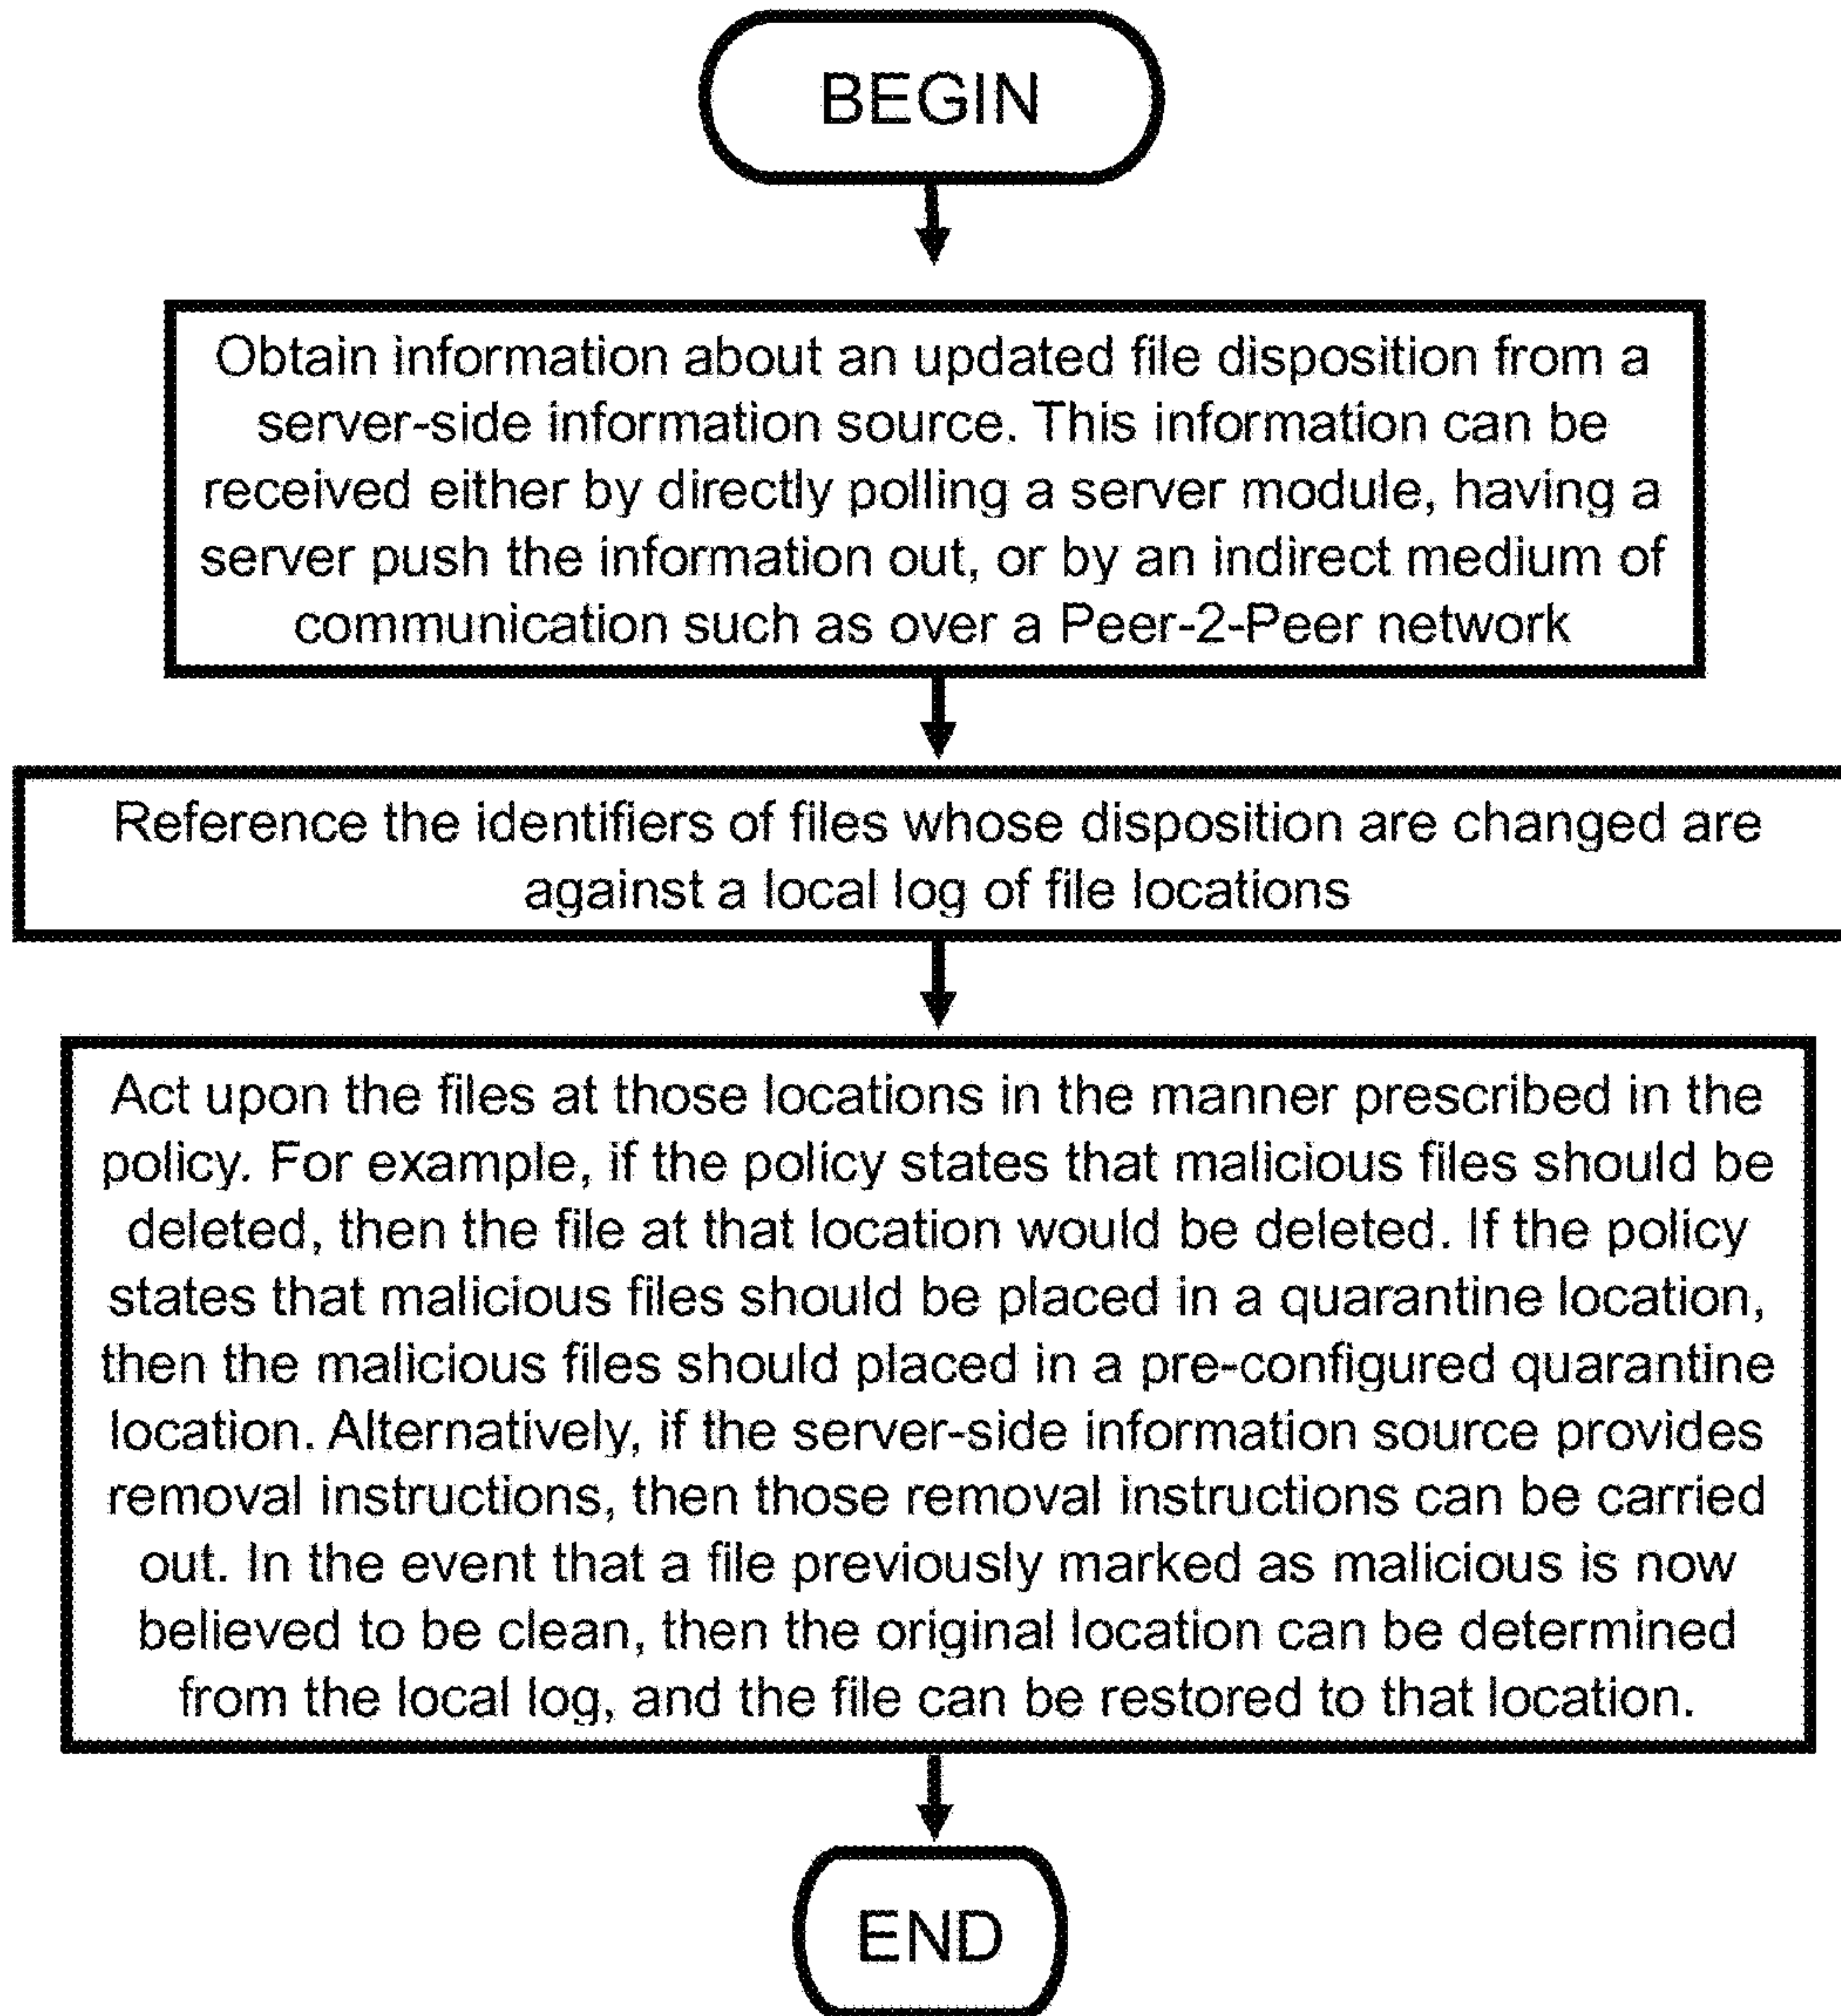 BEGIN
Obtain information about an updated file disposition from a
server-side information source. This information can be
received either by directly polling a server module, having a
server push the information out, or by an indirect medium of
communication such as over a Peer-2-Peer network
Reference the identifiers of files whose disposition are changed are
against a local log of file locations
Act upon the files at those locations in the manner prescribed in the
policy. For example, if the policy states that malicious files should be
deleted, then the file at that location would be deleted. If the policy
states that malicious files should be placed in a quarantine location,
then the malicious files should placed in a pre-configured quarantine
location. Alternatively, if the server-side information source provides
removal instructions, then those removal instructions can be carried
out. In the event that a file previously marked as malicious is now
believed to be clean, then the original location can be determined
from the local log, and the file can be restored to that location.
END